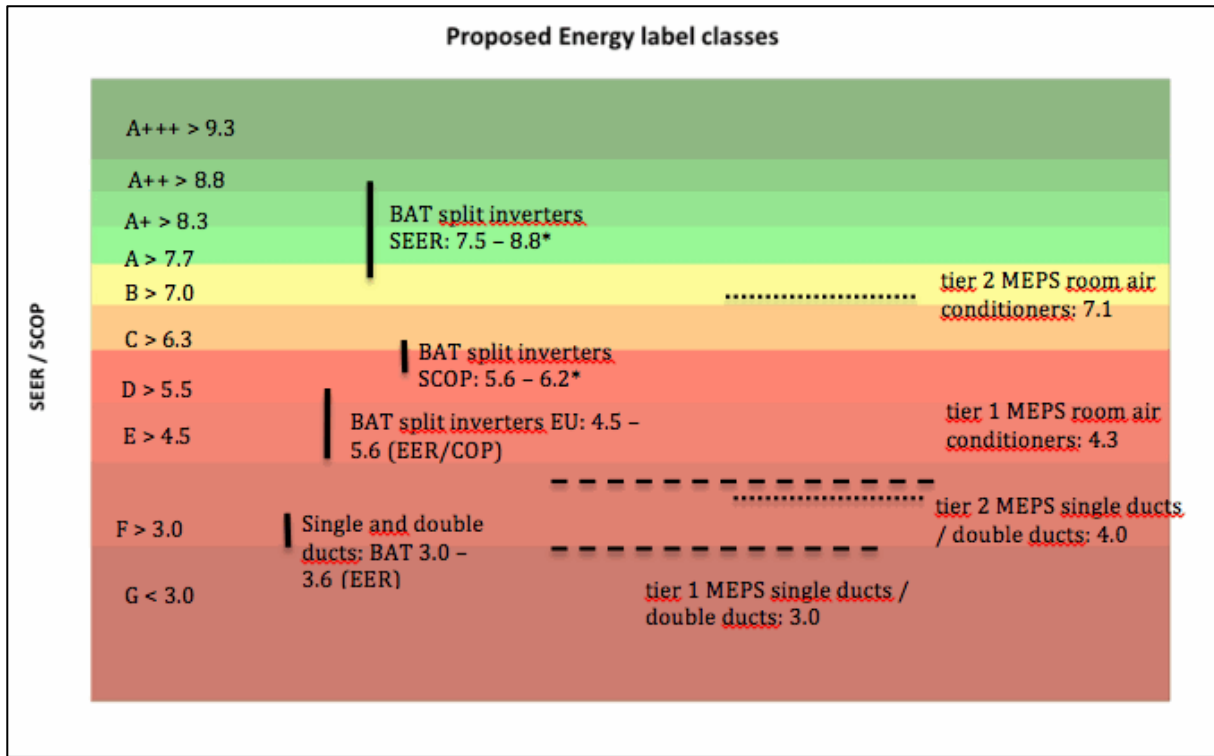 Proposed Energy label classes
SEER / SCOP
A+++ > 9.3
A++ > 8.8
A+ > 8.3
A > 7.7
B > 7.0
C > 6.3
D > 5.5
E > 4.5
F > 3.0
G < 3.0
BAT split inverters
SEER: 7.5 – 8.8*
tier 2 MEPS room air
conditioners: 7.1
BAT split inverters
SCOP: 5.6 – 6.2*
BAT split inverters EU: 4.5 –
5.6 (EER/COP)
tier 1 MEPS room air
conditioners: 4.3
Single and double
ducts: BAT 3.0 –
3.6 (EER)
tier 2 MEPS single ducts
/ double ducts: 4.0
tier 1 MEPS single ducts /
double ducts: 3.0